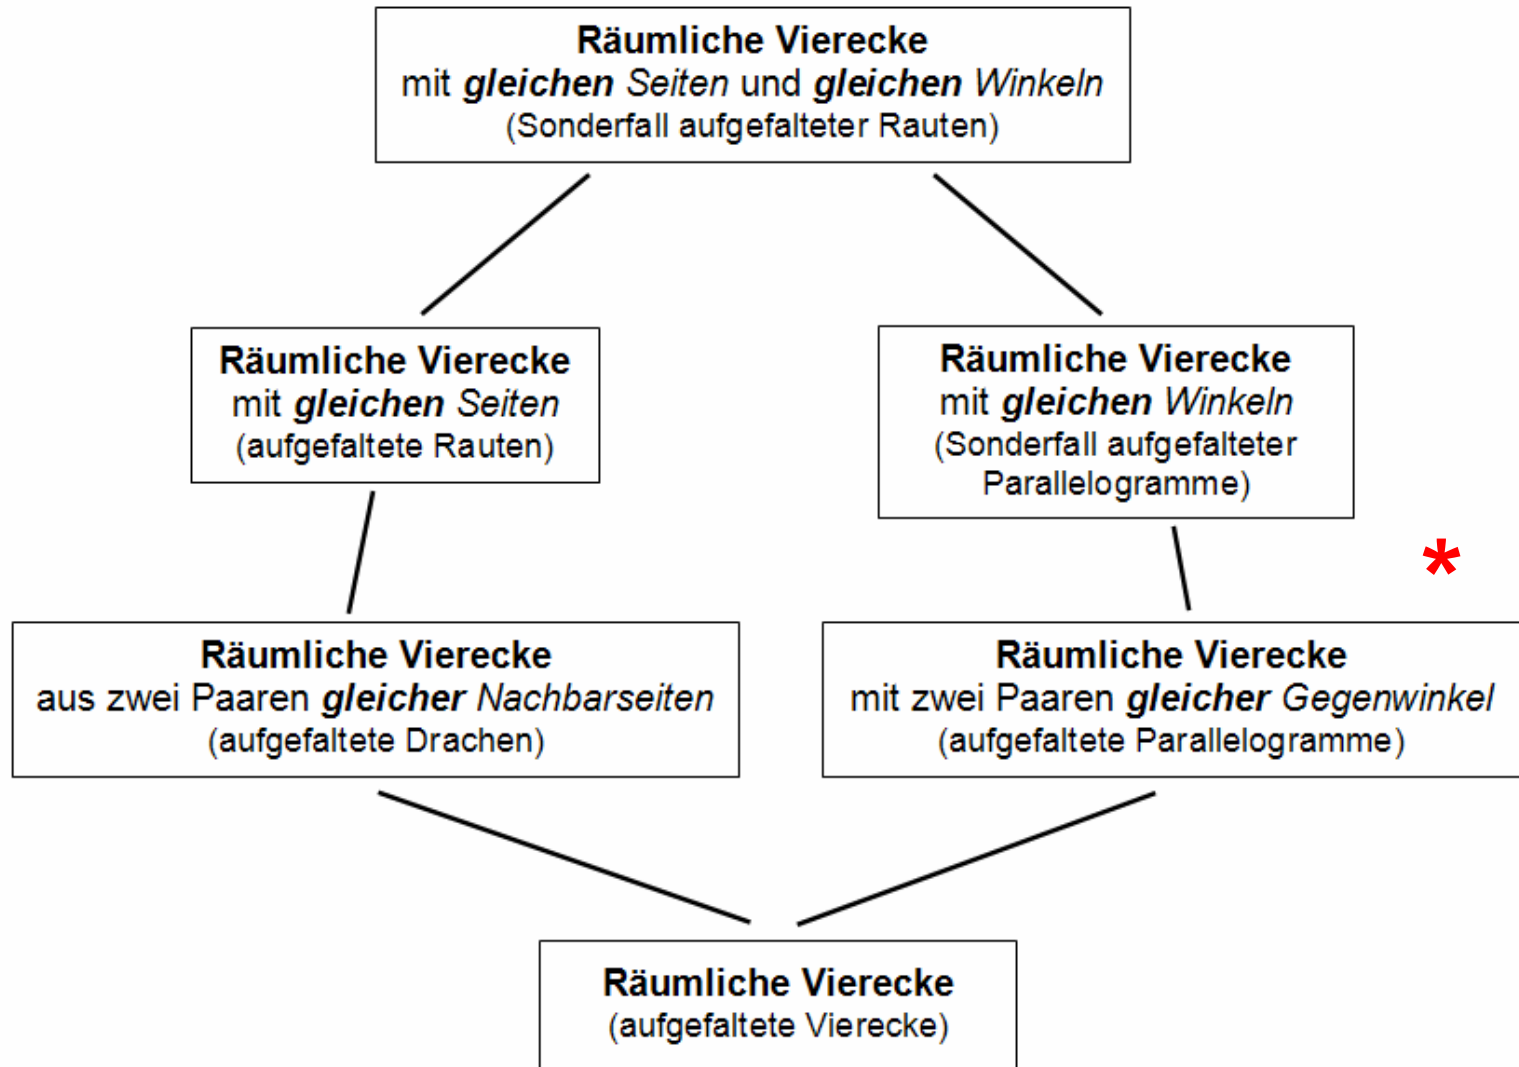 Räumliche Vierecke
mit gleichen Seiten und gleichen Winkeln
(Sonderfall aufgefalteter Rauten)
Räumliche Vierecke
mit gleichen Seiten
(aufgefaltete Rauten)
Räumliche Vierecke
mit gleichen Winkeln
(Sonderfall aufgefalteter
Parallelogramme)
*
Räumliche Vierecke
aus zwei Paaren gleicher Nachbarseiten
(aufgefaltete Drachen)
Räumliche Vierecke
mit zwei Paaren gleicher Gegenwinkel
(aufgefaltete Parallelogramme)
Räumliche Vierecke
(aufgefaltete Vierecke)